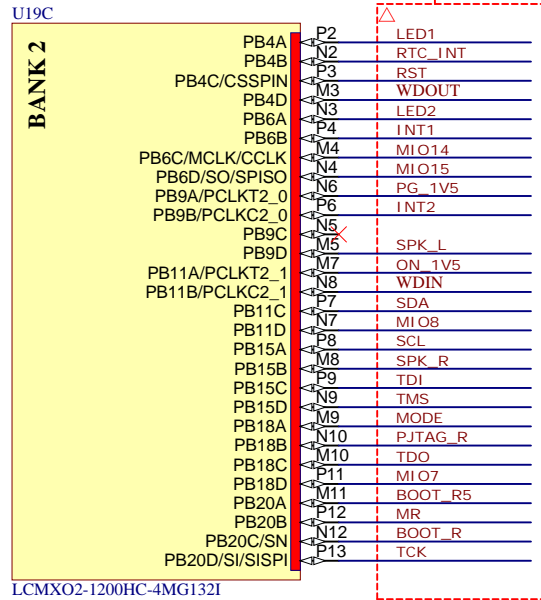 U19C
BANK 2
PB4A P2 LED1
PB4B N2 RTC_INT
PB4C/CSSPIN P3 RST
PB4D M3 WDOUT
PB6A N3 LED2
PB6B P4 INT1
PB6C/MCLK/CCLK M4 MIO14
PB6D/SO/SPISO N4 MIO15
PB9A/PCLKT2_0 N6 PG_1V5
PB9B/PCLKC2_0 P6 INT2
PB9C N5
PB9D M5 SPK_L
PB11A/PCLKT2_1 M7 ON_1V5
PB11B/PCLKC2_1 N8 WDIN
PB11C P7 SDA
PB11D N7 MIO8
PB15A P8 SCL
PB15B M8 SPK_R
PB15C P9 TDI
PB15D N9 TMS
PB18A M9 MODE
PB18B N10 PJTAG_R
PB18C M10 TDO
PB18D P11 MIO7
PB20A M11 BOOT_R5
PB20B P12 MR
PB20C/SN N12 BOOT_R
PB20D/SI/SISPI P13 TCK
LCMXO2-1200HC-4MG132I